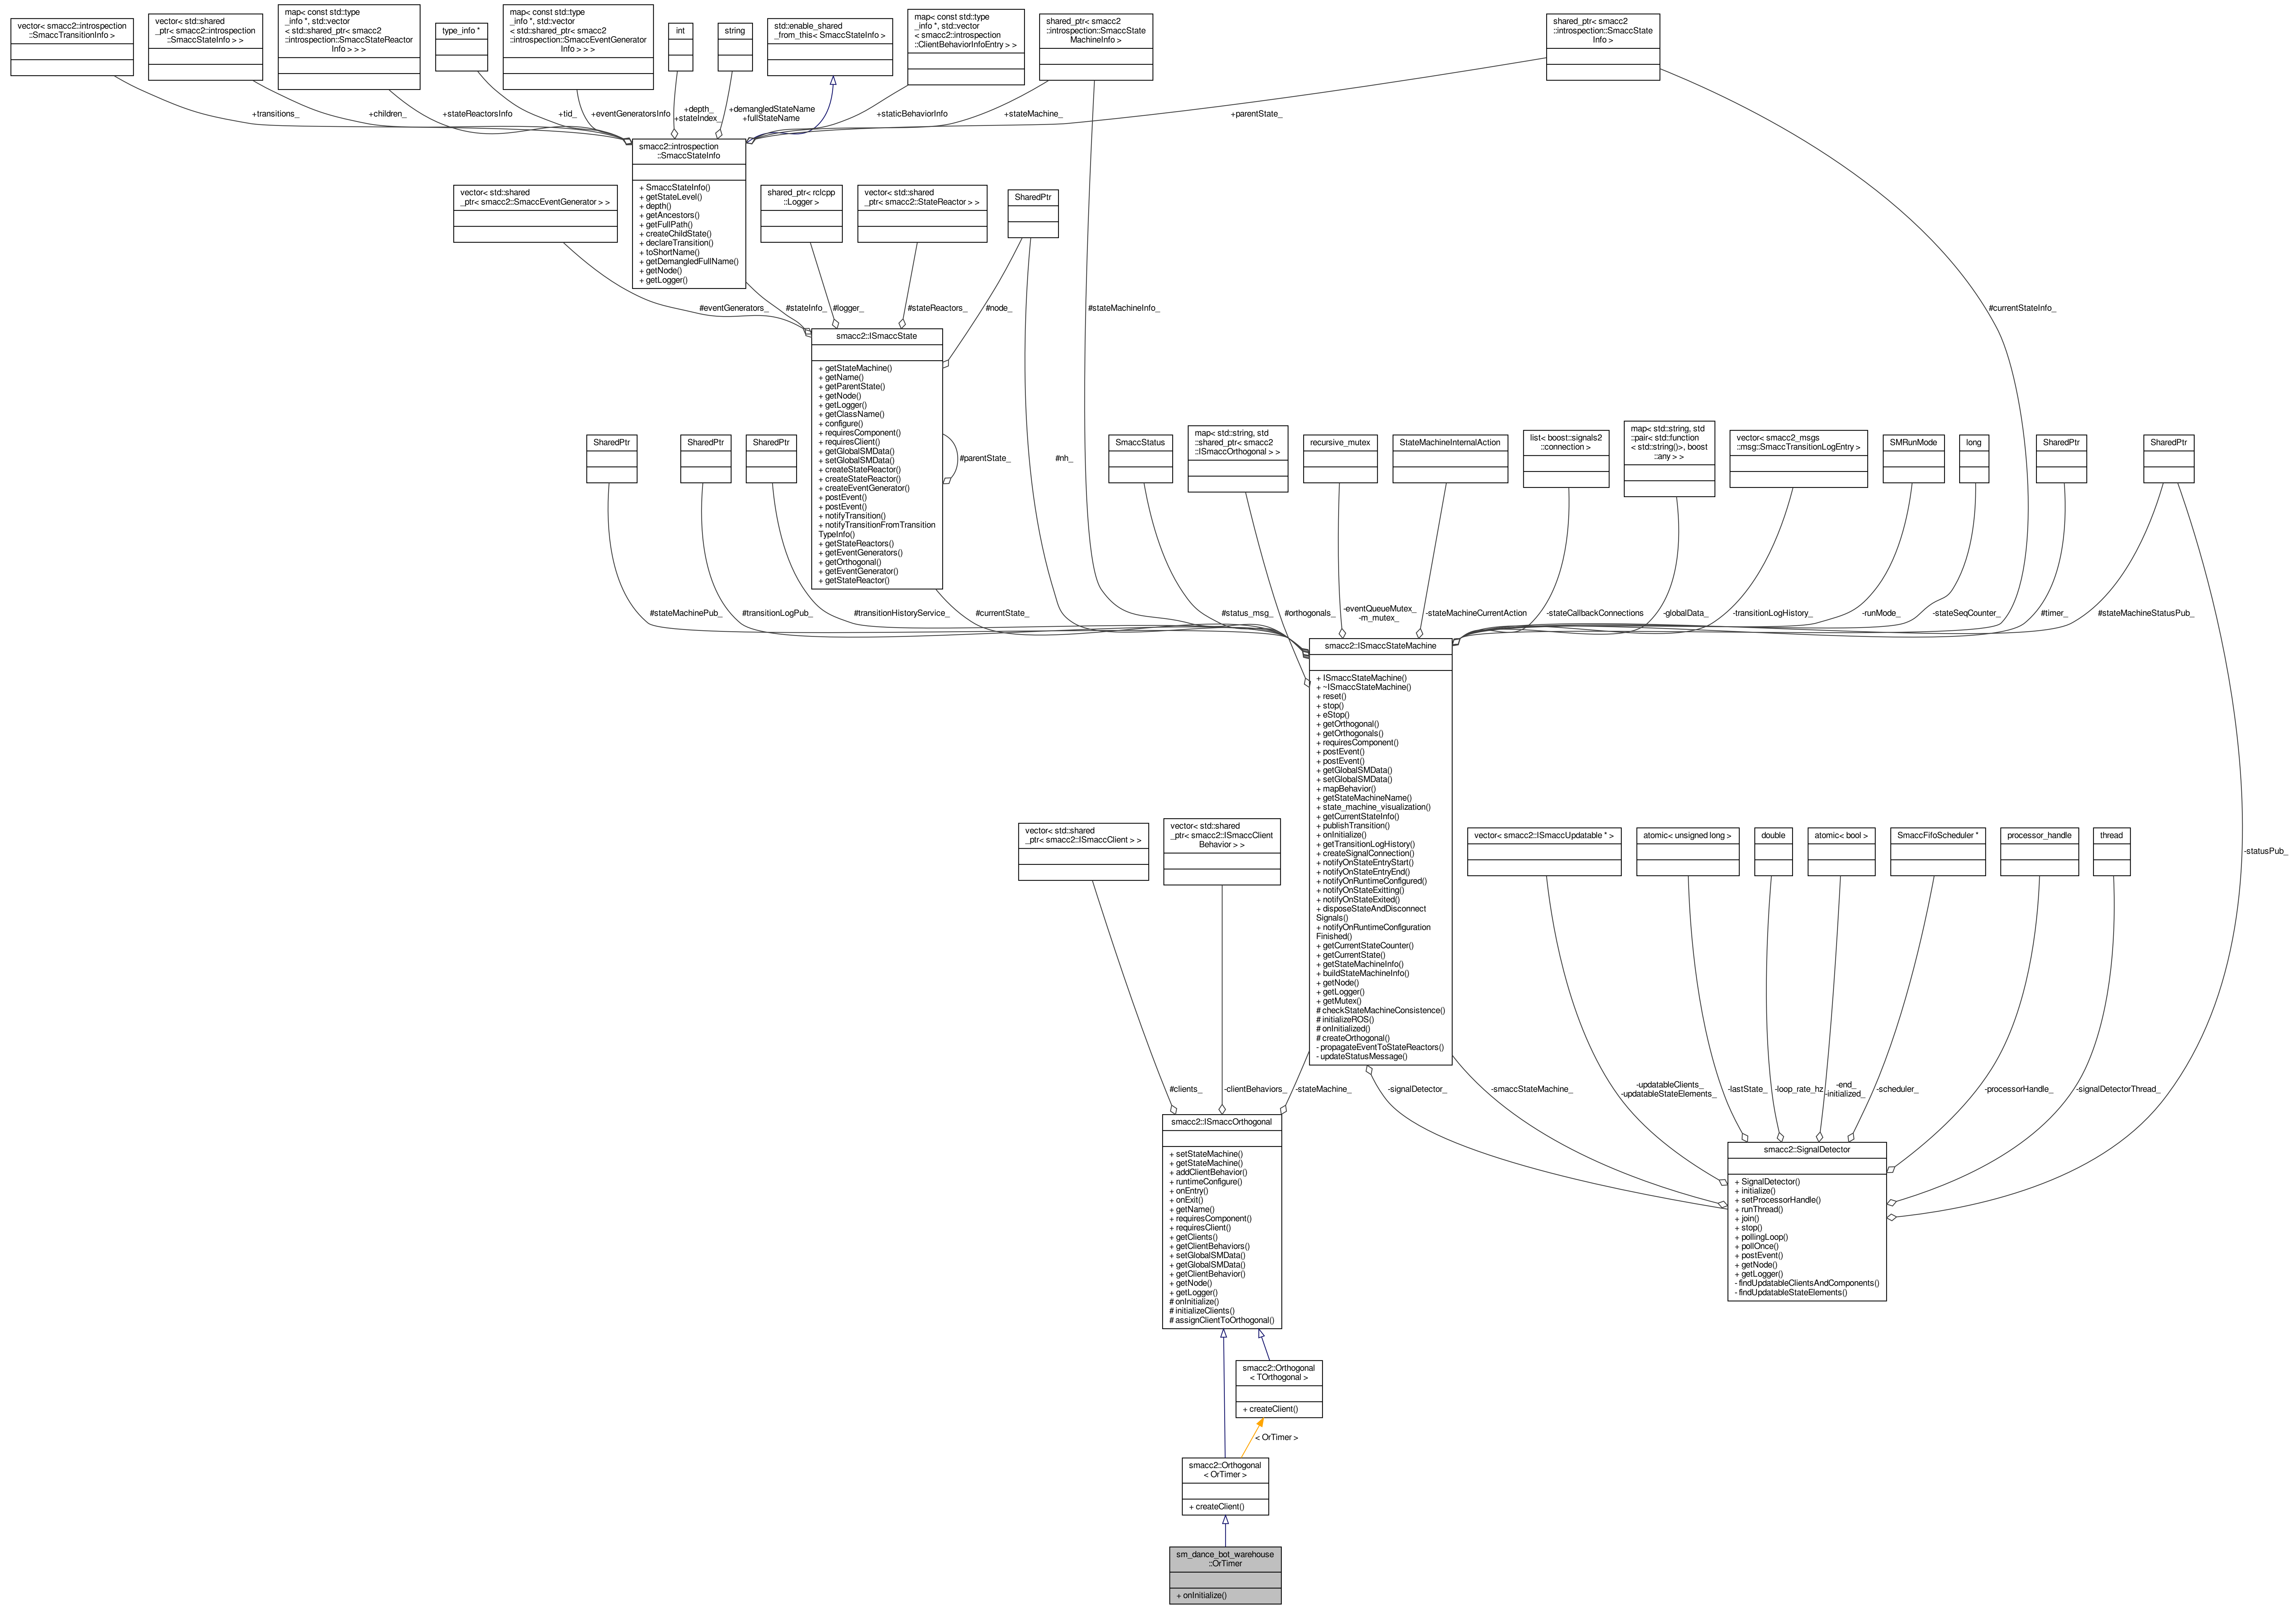 vector< smacc2::introspection
::SmaccTransitionInfo >
vector< std::shared
_ptr< smacc2::introspection
::SmaccStateInfo > >
map< const std::type
_info *, std::vector
< std::shared_ptr< smacc2
::introspection::SmaccStateReactor
Info > > >
type_info *
map< const std::type
_info *, std::vector
< std::shared_ptr< smacc2
::introspection::SmaccEventGenerator
Info > > >
int
string
std::enable_shared
_from_this< SmaccStateInfo >
map< const std::type
_info *, std::vector
< smacc2::introspection
::ClientBehaviorInfoEntry > >
shared_ptr< smacc2
::introspection::SmaccState
MachineInfo >
shared_ptr< smacc2
::introspection::SmaccState
Info >
+transitions_
+children_
+stateReactorsInfo
+tid_
+eventGeneratorsInfo
+depth_
+stateIndex_
+demangledStateName
+fullStateName
+staticBehaviorInfo
+stateMachine_
+parentState_
smacc2::introspection
::SmaccStateInfo
+ SmaccStateInfo()
+ getStateLevel()
+ depth()
+ getAncestors()
+ getFullPath()
+ createChildState()
+ declareTransition()
+ toShortName()
+ getDemangledFullName()
+ getNode()
+ getLogger()
vector< std::shared
_ptr< smacc2::SmaccEventGenerator > >
shared_ptr< rclcpp
::Logger >
vector< std::shared
_ptr< smacc2::StateReactor > >
SharedPtr
#eventGenerators_
#stateInfo_
#logger_
#stateReactors_
#node_
#stateMachineInfo_
#currentStateInfo_
smacc2::ISmaccState
+ getStateMachine()
+ getName()
+ getParentState()
+ getNode()
+ getLogger()
+ getClassName()
+ configure()
+ requiresComponent()
+ requiresClient()
+ getGlobalSMData()
+ setGlobalSMData()
+ createStateReactor()
+ createStateReactor()
+ createEventGenerator()
+ postEvent()
+ postEvent()
+ notifyTransition()
+ notifyTransitionFromTransition
TypeInfo()
+ getStateReactors()
+ getEventGenerators()
+ getOrthogonal()
+ getEventGenerator()
+ getStateReactor()
#parentState_
#nh_
SharedPtr
SharedPtr
SharedPtr
SmaccStatus
map< std::string, std
::shared_ptr< smacc2
::ISmaccOrthogonal > >
recursive_mutex
StateMachineInternalAction
list< boost::signals2
::connection >
map< std::string, std
::pair< std::function
< std::string()>, boost
::any > >
vector< smacc2_msgs
::msg::SmaccTransitionLogEntry >
SMRunMode
long
SharedPtr
SharedPtr
#stateMachinePub_
#transitionLogPub_
#transitionHistoryService_
#currentState_
#status_msg_
#orthogonals_
-eventQueueMutex_
-m_mutex_
-stateMachineCurrentAction
-stateCallbackConnections
-globalData_
-transitionLogHistory_
-runMode_
-stateSeqCounter_
#timer_
#stateMachineStatusPub_
smacc2::ISmaccStateMachine
+ ISmaccStateMachine()
+ ~ISmaccStateMachine()
+ reset()
+ stop()
+ eStop()
+ getOrthogonal()
+ getOrthogonals()
+ requiresComponent()
+ postEvent()
+ postEvent()
+ getGlobalSMData()
+ setGlobalSMData()
+ mapBehavior()
+ getStateMachineName()
+ state_machine_visualization()
+ getCurrentStateInfo()
+ publishTransition()
+ onInitialize()
+ getTransitionLogHistory()
+ createSignalConnection()
+ notifyOnStateEntryStart()
+ notifyOnStateEntryEnd()
+ notifyOnRuntimeConfigured()
+ notifyOnStateExitting()
+ notifyOnStateExited()
+ disposeStateAndDisconnect
Signals()
+ notifyOnRuntimeConfiguration
Finished()
+ getCurrentStateCounter()
+ getCurrentState()
+ getStateMachineInfo()
+ buildStateMachineInfo()
+ getNode()
+ getLogger()
+ getMutex()
# checkStateMachineConsistence()
# initializeROS()
# onInitialized()
# createOrthogonal()
- propagateEventToStateReactors()
- updateStatusMessage()
vector< std::shared
_ptr< smacc2::ISmaccClient > >
vector< std::shared
_ptr< smacc2::ISmaccClient
Behavior > >
vector< smacc2::ISmaccUpdatable * >
atomic< unsigned long >
double
atomic< bool >
SmaccFifoScheduler *
processor_handle
thread
-statusPub_
#clients_
-clientBehaviors_
-stateMachine_
-signalDetector_
-smaccStateMachine_
-updatableClients_
-updatableStateElements_
-lastState_
-loop_rate_hz
-end_
-initialized_
-scheduler_
-processorHandle_
-signalDetectorThread_
smacc2::ISmaccOrthogonal
+ setStateMachine()
+ getStateMachine()
+ addClientBehavior()
+ runtimeConfigure()
+ onEntry()
+ onExit()
+ getName()
+ requiresComponent()
+ requiresClient()
+ getClients()
+ getClientBehaviors()
+ setGlobalSMData()
+ getGlobalSMData()
+ getClientBehavior()
+ getNode()
+ getLogger()
# onInitialize()
# initializeClients()
# assignClientToOrthogonal()
smacc2::SignalDetector
+ SignalDetector()
+ initialize()
+ setProcessorHandle()
+ runThread()
+ join()
+ stop()
+ pollingLoop()
+ pollOnce()
+ postEvent()
+ getNode()
+ getLogger()
- findUpdatableClientsAndComponents()
- findUpdatableStateElements()
smacc2::Orthogonal
< TOrthogonal >
+ createClient()
< OrTimer >
smacc2::Orthogonal
< OrTimer >
+ createClient()
sm_dance_bot_warehouse
::OrTimer
+ onInitialize()